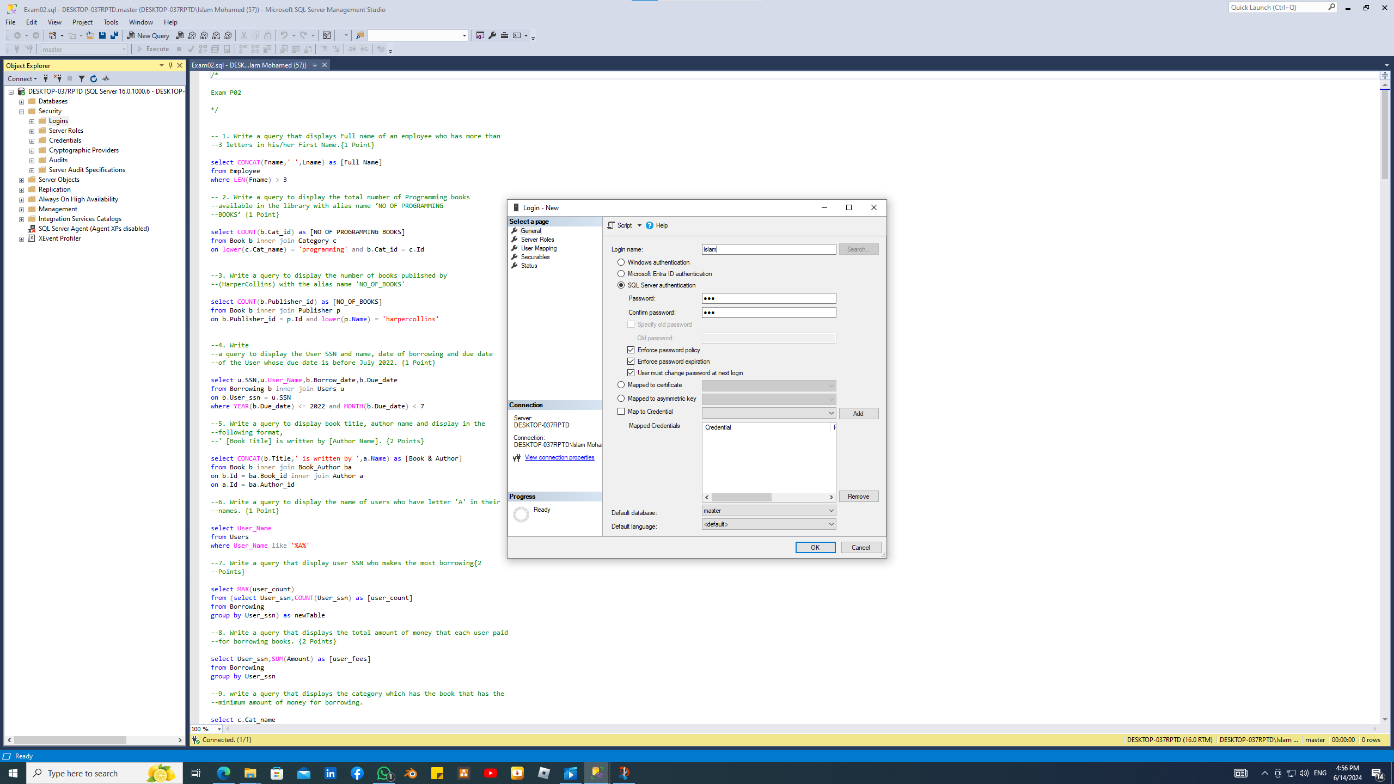 Exam02.sql - DESKTOP-037RPTD.master (DESKTOP-037RPTD\Islam Mohamed (57)) - Microsoft SQL Server Management Studio
Quick Launch (Ctrl+Q)
File Edit View Project Tools Window Help
New Query
master
Execute
Object Explorer
Exam02.sql - DESK...lam Mohamed (57))
Connect
DESKTOP-037RPTD (SQL Server 16.0.1000.6 - DESKTOP-
Databases
Security
Logins
Server Roles
Credentials
Cryptographic Providers
Audits
Server Audit Specifications
Server Objects
Replication
Always On High Availability
Management
Integration Services Catalogs
SQL Server Agent (Agent XPs disabled)
XEvent Profiler
/*
Exam P02
*/
-- 1. Write a query that displays Full name of an employee who has more than
--3 letters in his/her First Name.{1 Point}
select CONCAT(Fname,' ',Lname) as [Full Name]
from Employee
where LEN(Fname) > 3
-- 2. Write a query to display the total number of Programming books
--available in the library with alias name 'NO OF PROGRAMMING
--BOOKS' {1 Point}
select COUNT(b.Cat_id) as [NO OF PROGRAMMING BOOKS]
from Book b inner join Category c
on lower(c.Cat_name) = 'programming' and b.Cat_id = c.Id
--3. Write a query to display the number of books published by
--(HarperCollins) with the alias name 'NO_OF_BOOKS'
select COUNT(b.Publisher_id) as [NO_OF_BOOKS]
from Book b inner join Publisher p
on b.Publisher_id = p.Id and lower(p.Name) = 'harpercollins'
--4. Write
--a query to display the User SSN and name, date of borrowing and due date
--of the User whose due date is before July 2022. {1 Point}
select u.SSN,u.User_Name,b.Borrow_date,b.Due_date
from Borrowing b inner join Users u
on b.User_ssn = u.SSN
where YEAR(b.Due_date) <= 2022 and MONTH(b.Due_date) < 7
--5. Write a query to display book title, author name and display in the
--following format,
--' [Book Title] is written by [Author Name]. {2 Points}
select CONCAT(b.Title,' is written by ',a.Name) as [Book & Author]
from Book b inner join Book_Author ba
on b.Id = ba.Book_id inner join Author a
on a.Id = ba.Author_id
--6. Write a query to display the name of users who have letter 'A' in their
--names. {1 Point}
select User_Name
from Users
where User_Name like '%A%'
--7. Write a query that display user SSN who makes the most borrowing{2
--Points}
select MAX(user_count)
from (select User_ssn,COUNT(User_ssn) as [user_count]
from Borrowing
group by User_ssn) as newTable
--8. Write a query that displays the total amount of money that each user paid
--for borrowing books. {2 Points}
select User_ssn,SUM(Amount) as [user_fees]
from Borrowing
group by User_ssn
--9. write a query that displays the category which has the book that has the
--minimum amount of money for borrowing.
select c.Cat_name
Login - New
Select a page
General
Server Roles
User Mapping
Securables
Status
Script Help
Login name: Islam Search...
Windows authentication
Microsoft Entra ID authentication
SQL Server authentication
Password: ●●●
Confirm password: ●●●
Specify old password
Old password:
Enforce password policy
Enforce password expiration
User must change password at next login
Mapped to certificate
Mapped to asymmetric key
Map to Credential Add
Mapped Credentials Credential
Remove
Default database: master
Default language: <default>
Connection
Server:
DESKTOP-037RPTD
Connection:
DESKTOP-037RPTD\Islam Moha
View connection properties
Progress
Ready
OK Cancel
100 %
Connected. (1/1) DESKTOP-037RPTD (16.0 RTM) DESKTOP-037RPTD\Islam ... master 00:00:00 0 rows
Ready
Type here to search
ENG
4:56 PM
6/14/2024